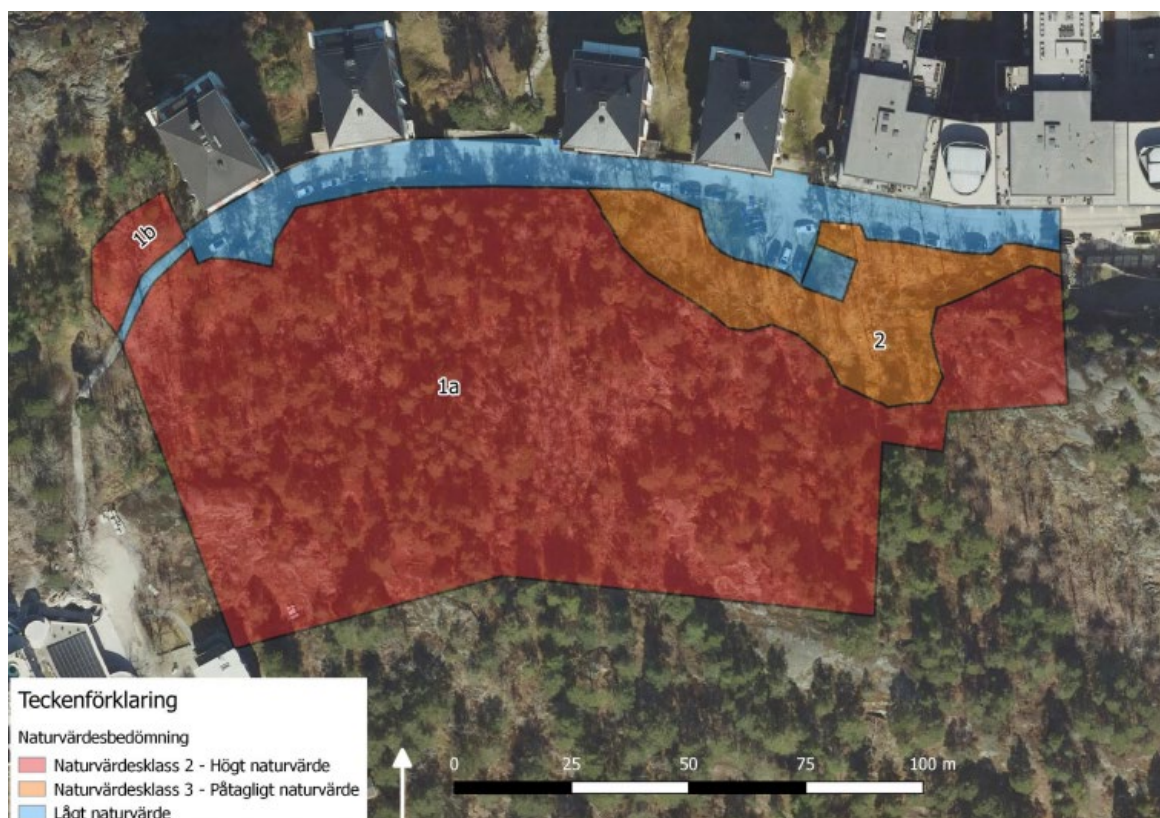 1b
2
1a
Teckenförklaring
Naturvärdesbedömning
Naturvärdesklass 2 - Högt naturvärde
Naturvärdesklass 3 - Påtagligt naturvärde
Lågt naturvärde
0 25 50 75 100 m